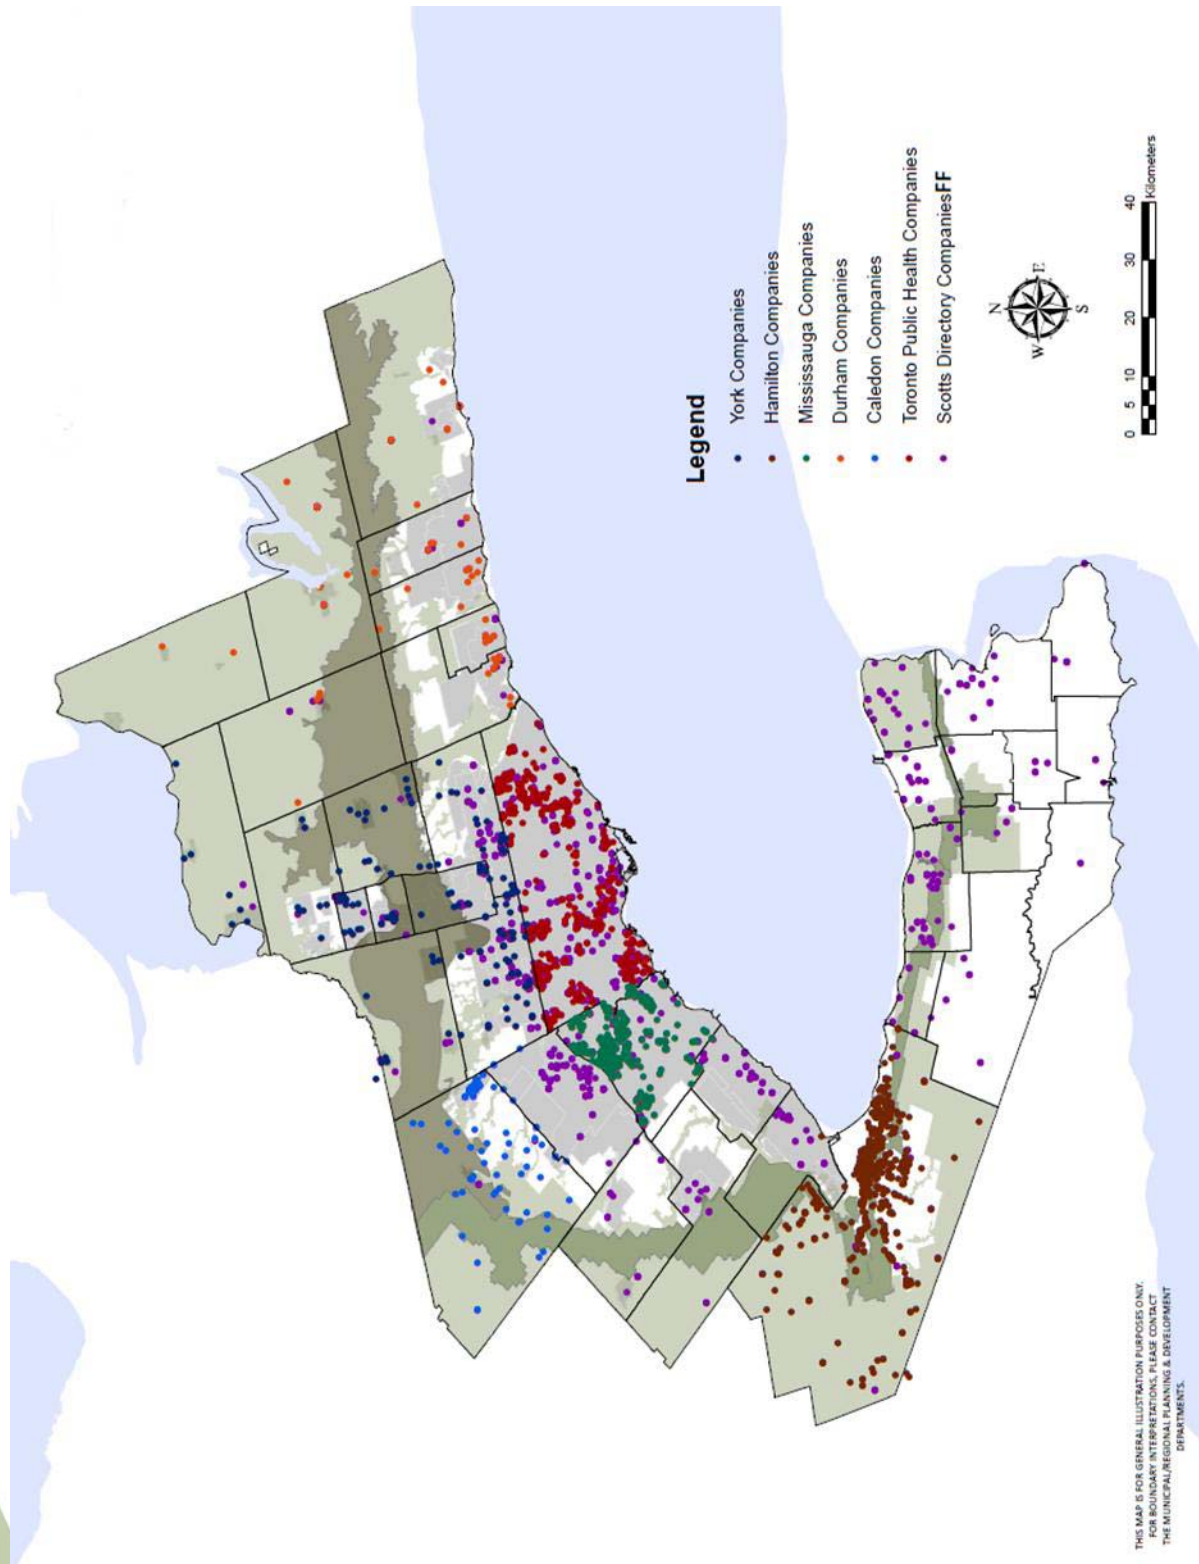 Legend
York Companies
Hamilton Companies
Mississauga Companies
Durham Companies
Caledon Companies
Toronto Public Health Companies
Scotts Directory CompaniesFF
N
W
E
S
0 5 10 20 30 40
Kilometers
THIS MAP IS FOR GENERAL ILLUSTRATION PURPOSES ONLY.
FOR BOUNDARY INTERPRETATIONS, PLEASE CONTACT
THE MUNICIPAL/REGIONAL PLANNING & DEVELOPMENT
DEPARTMENTS.